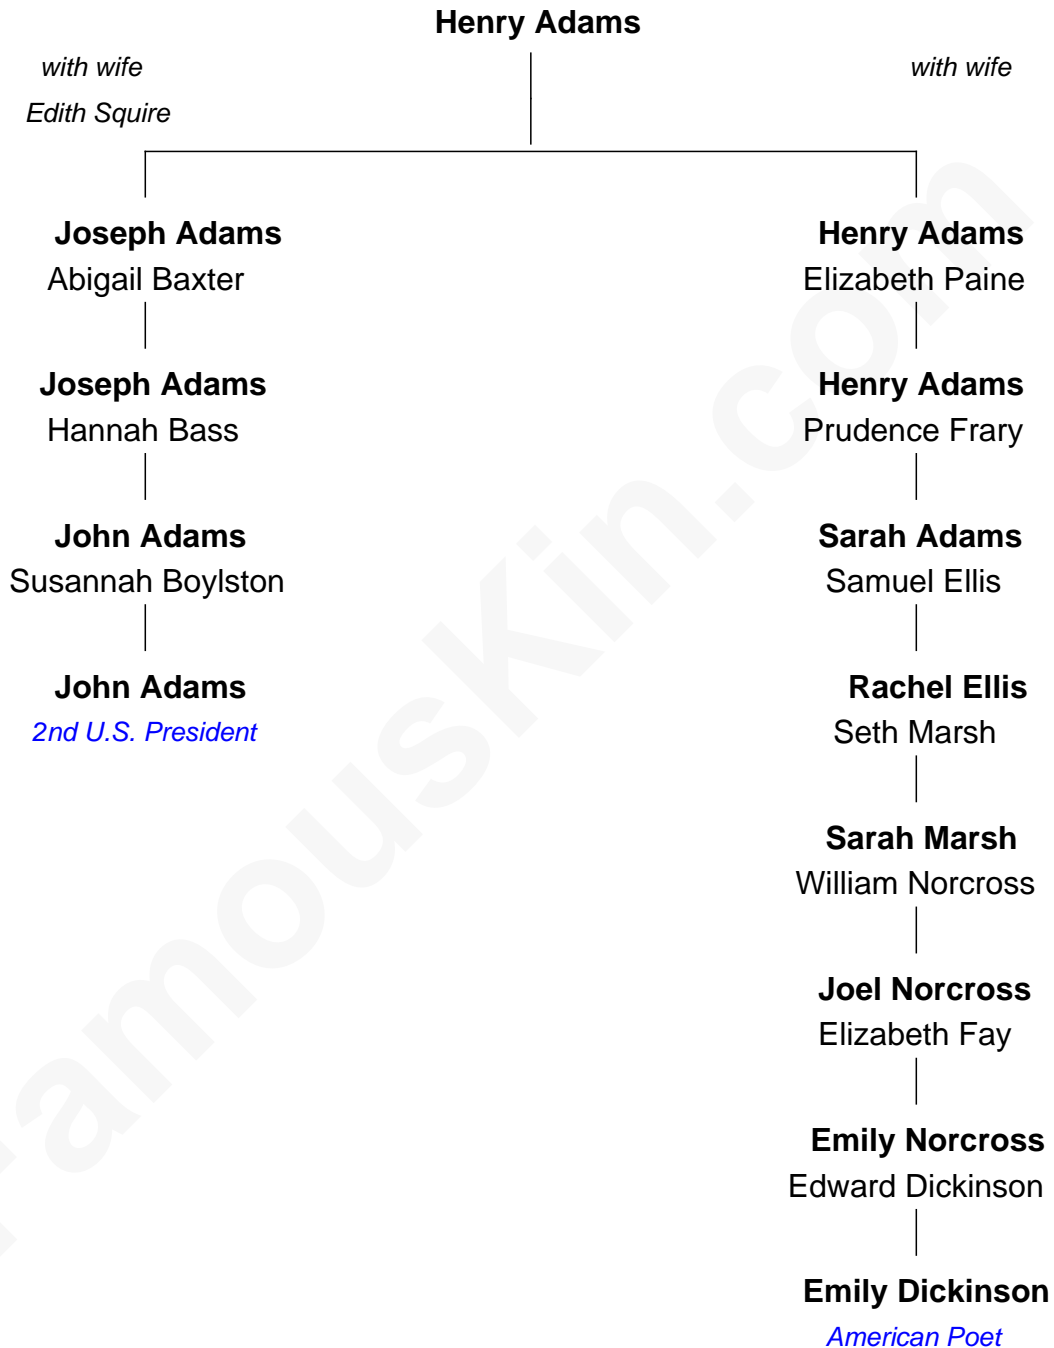 Henry Adams
with wife
Edith Squire
with wife
Joseph Adams
Abigail Baxter
Henry Adams
Elizabeth Paine
Joseph Adams
Hannah Bass
Henry Adams
Prudence Frary
John Adams
Susannah Boylston
Sarah Adams
Samuel Ellis
John Adams
2nd U.S. President
Rachel Ellis
Seth Marsh
Sarah Marsh
William Norcross
Joel Norcross
Elizabeth Fay
Emily Norcross
Edward Dickinson
Emily Dickinson
American Poet
FamousKin.com